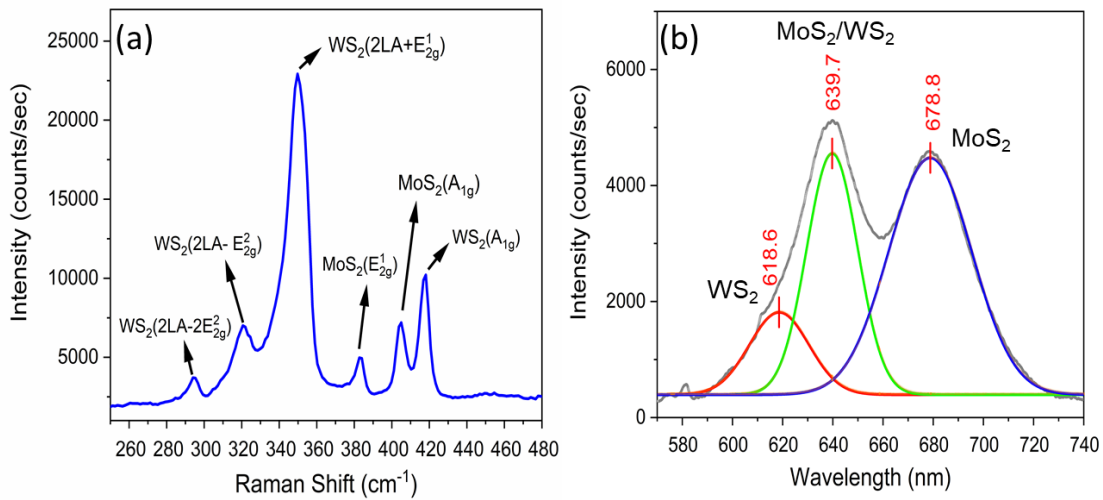 (a)
25000
20000
15000
10000
5000
Intensity (counts/sec)
WS₂(2LA+E¹₂g)
MoS₂(A₁g)
WS₂(2LA- E²₂g)
WS₂(A₁g)
MoS₂(E¹₂g)
WS₂(2LA-2E²₂g)
260 280 300 320 340 360 380 400 420 440 460 480
Raman Shift (cm⁻¹)
(b)
MoS₂/WS₂
6000
4000
2000
0
Intensity (counts/sec)
639.7
678.8
MoS₂
618.6
WS₂
580 600 620 640 660 680 700 720 740
Wavelength (nm)